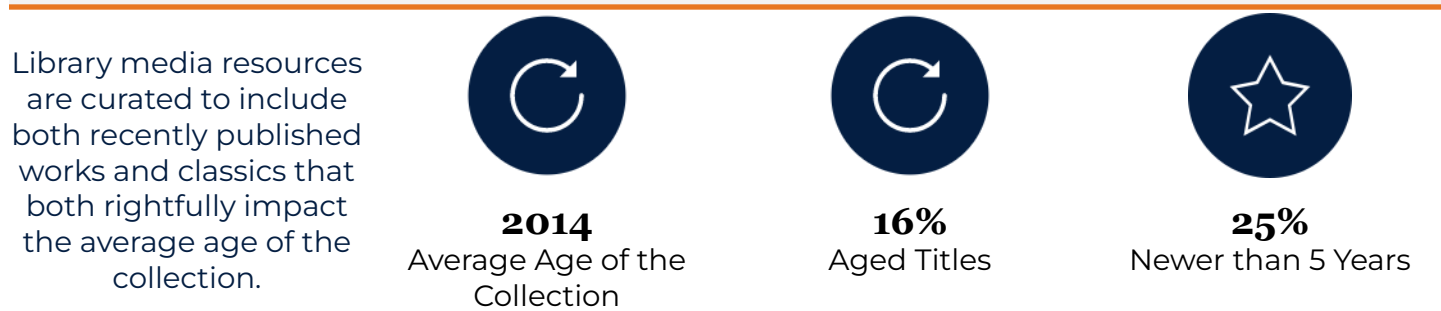 Library media resources
are curated to include
both recently published
works and classics that
both rightfully impact
the average age of the
collection.
2014
Average Age of the
Collection
16%
Aged Titles
25%
Newer than 5 Years